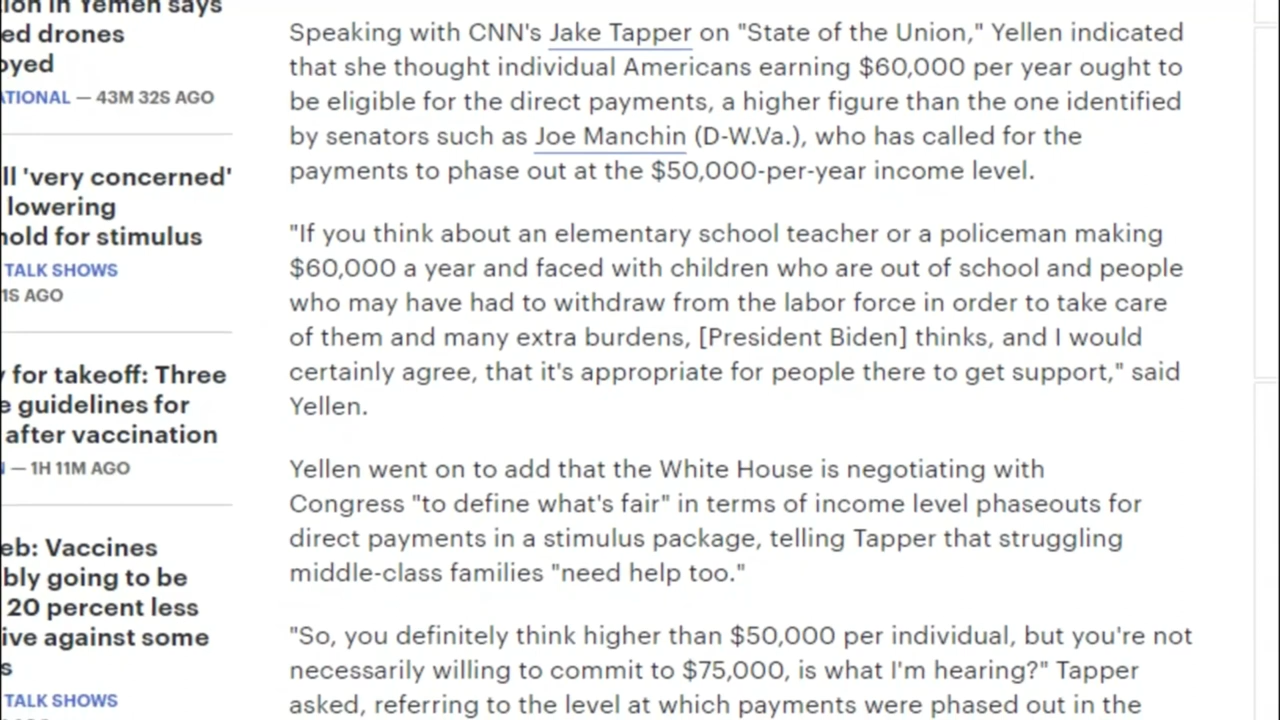 in Yemen says
ed drones
oyed
ATIONAL — 43M 32S AGO
ll 'very concerned'
lowering
hold for stimulus
TALK SHOWS
1S AGO
for takeoff: Three
e guidelines for
after vaccination
— 1H 11M AGO
eb: Vaccines
bly going to be
20 percent less
ive against some
s
TALK SHOWS
Speaking with CNN's Jake Tapper on "State of the Union," Yellen indicated
that she thought individual Americans earning $60,000 per year ought to
be eligible for the direct payments, a higher figure than the one identified
by senators such as Joe Manchin (D-W.Va.), who has called for the
payments to phase out at the $50,000-per-year income level.
"If you think about an elementary school teacher or a policeman making
$60,000 a year and faced with children who are out of school and people
who may have had to withdraw from the labor force in order to take care
of them and many extra burdens, [President Biden] thinks, and I would
certainly agree, that it's appropriate for people there to get support," said
Yellen.
Yellen went on to add that the White House is negotiating with
Congress "to define what's fair" in terms of income level phaseouts for
direct payments in a stimulus package, telling Tapper that struggling
middle-class families "need help too."
"So, you definitely think higher than $50,000 per individual, but you're not
necessarily willing to commit to $75,000, is what I'm hearing?" Tapper
asked, referring to the level at which payments were phased out in the